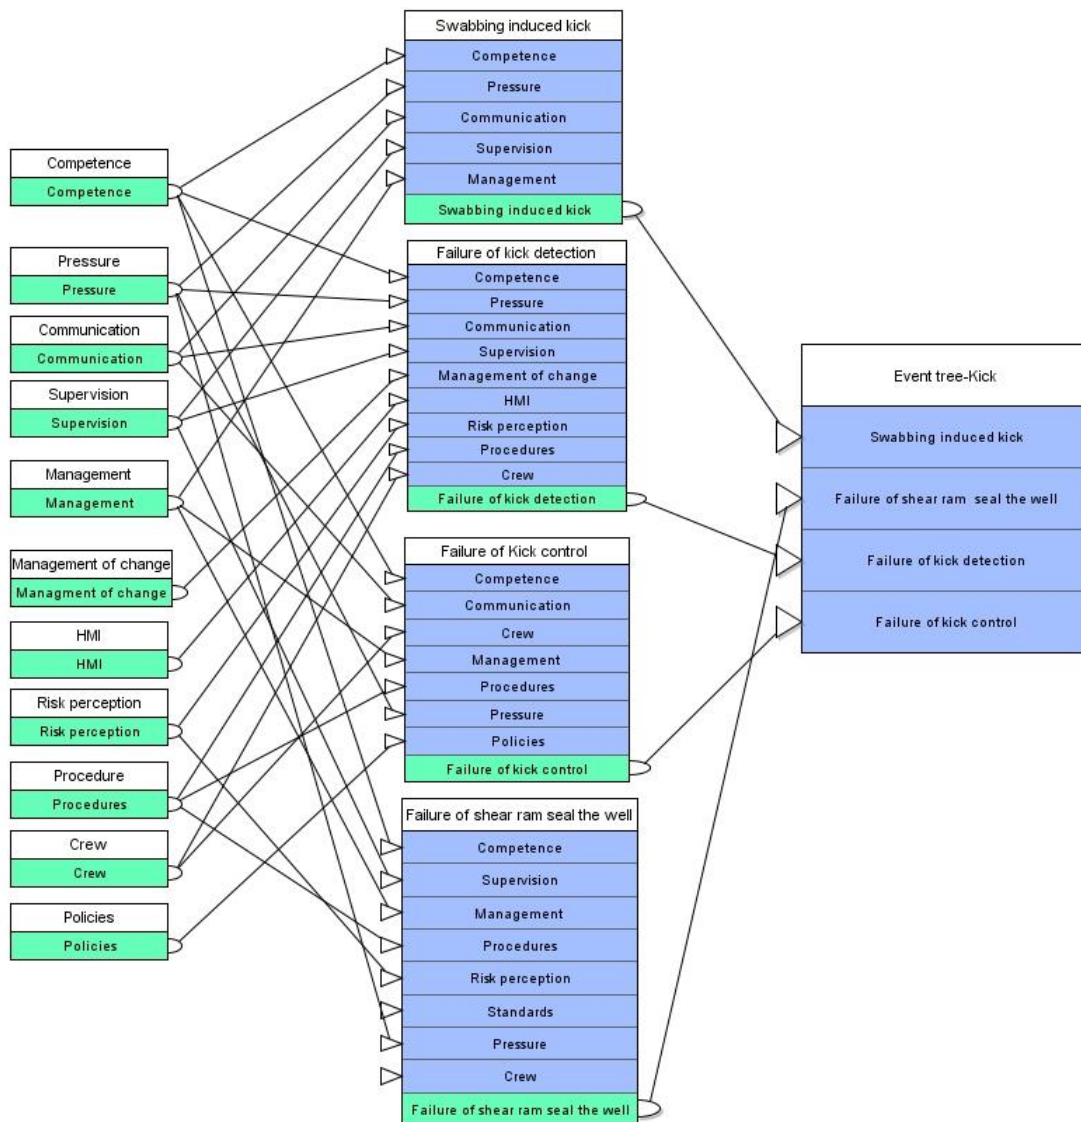 Competence
Competence
Pressure
Pressure
Communication
Communication
Supervision
Supervision
Management
Management
Management of change
Managment of change
HMI
HMI
Risk perception
Risk perception
Procedure
Procedures
Crew
Crew
Policies
Policies
Swabbing induced kick
Competence
Pressure
Communication
Supervision
Management
Swabbing induced kick
Failure of kick detection
Competence
Pressure
Communication
Supervision
Management of change
HMI
Risk perception
Procedures
Crew
Failure of kick detection
Failure of Kick control
Competence
Communication
Crew
Management
Procedures
Pressure
Policies
Failure of kick control
Failure of shear ram seal the well
Competence
Supervision
Management
Procedures
Risk perception
Standards
Pressure
Crew
Failure of shear ram seal the well
Event tree-Kick
Swabbing induced kick
Failure of shear ram seal the well
Failure of kick detection
Failure of kick control